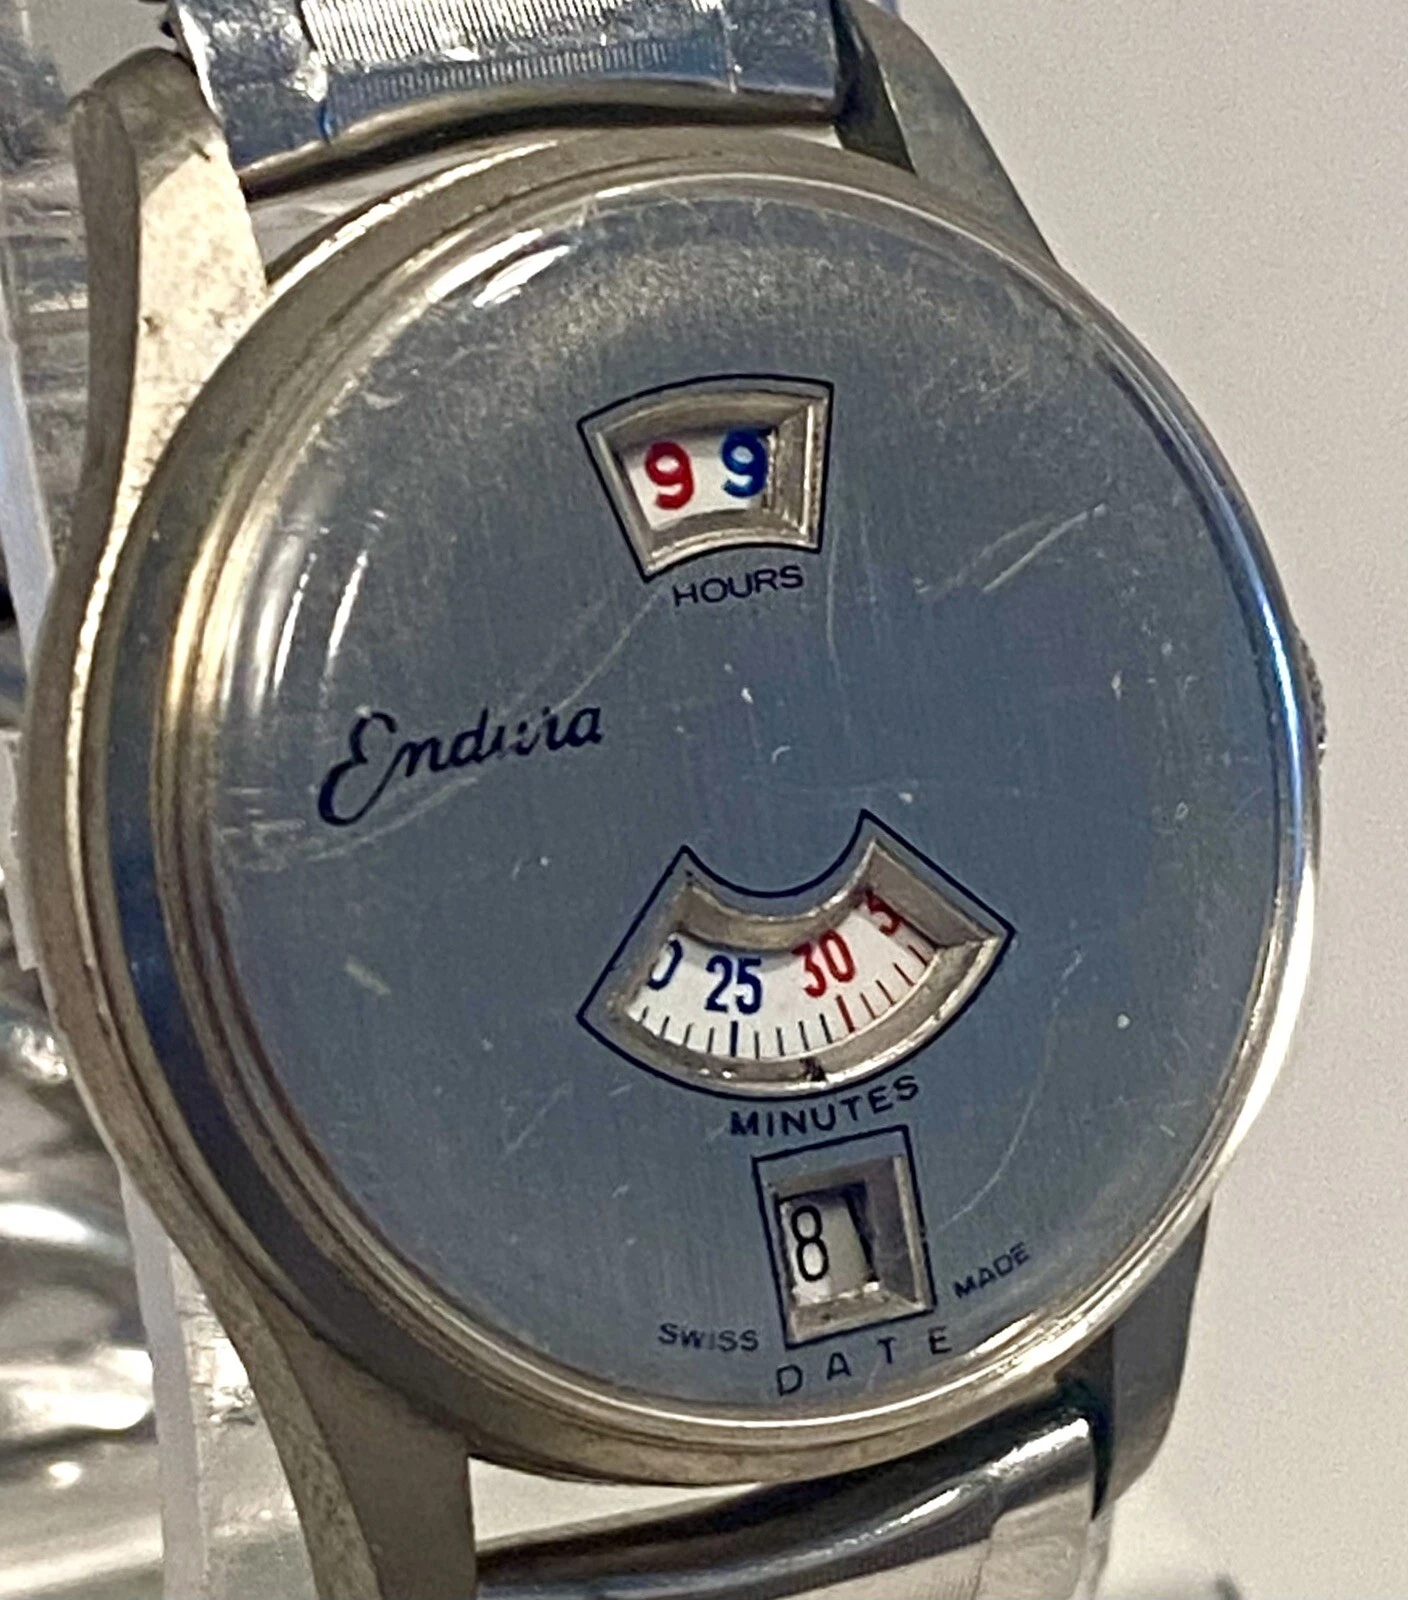 9 9
HOURS
Endura
25 30
MINUTES
8
SWISS MADE
DATE